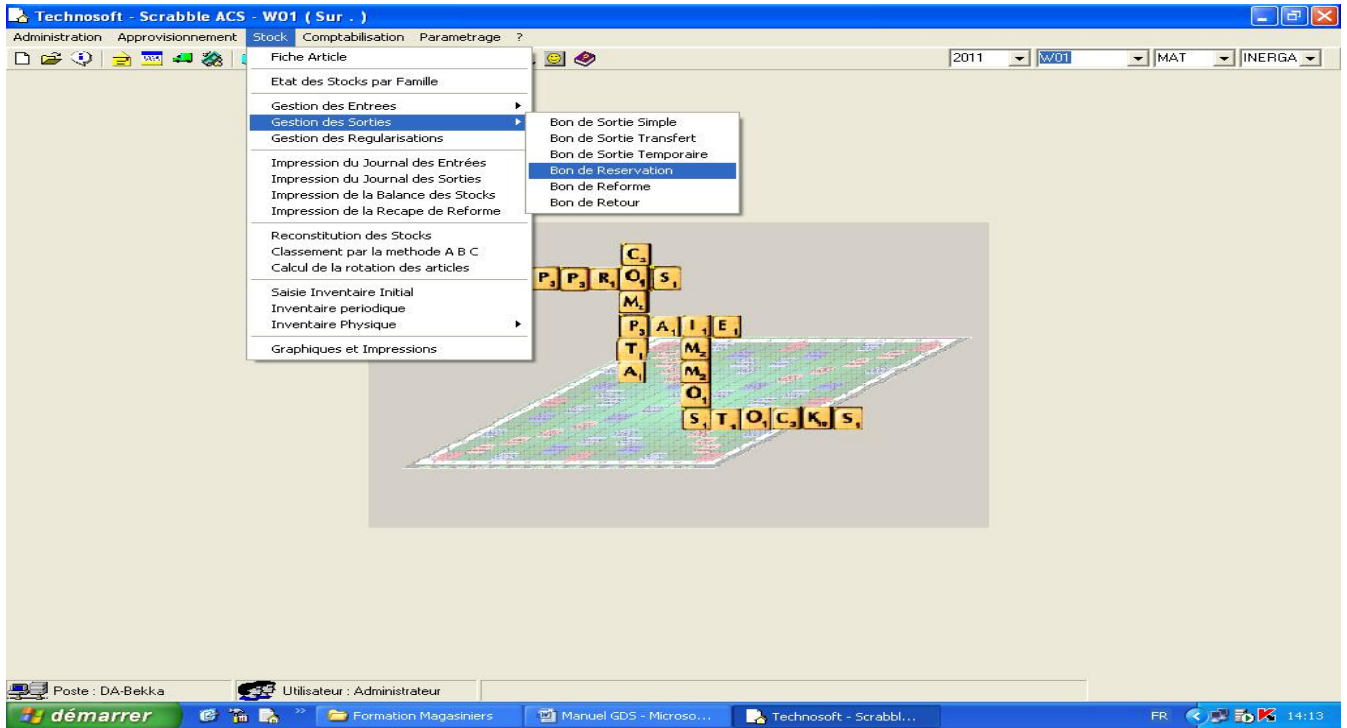 Technosoft - Scrabble ACS - W01 ( Sur . )
Administration Approvisionnement Stock Comptabilisation Parametrage ?
2011 W01 MAT INERGA
Fiche Article
Etat des Stocks par Famille
Gestion des Entrees
Gestion des Sorties
Gestion des Regularisations
Impression du Journal des Entrées
Impression du Journal des Sorties
Impression de la Balance des Stocks
Impression de la Recape de Reforme
Reconstitution des Stocks
Classement par la methode A B C
Calcul de la rotation des articles
Saisie Inventaire Initial
Inventaire periodique
Inventaire Physique
Graphiques et Impressions
Bon de Sortie Simple
Bon de Sortie Transfert
Bon de Sortie Temporaire
Bon de Reservation
Bon de Reforme
Bon de Retour
PPROS
COMPTA
PAIE
IMMOS
STOCKS
Poste : DA-Bekka
Utilisateur : Administrateur
démarrer
Formation Magasiniers
Manuel GDS - Microso...
Technosoft - Scrabbl...
FR
14:13